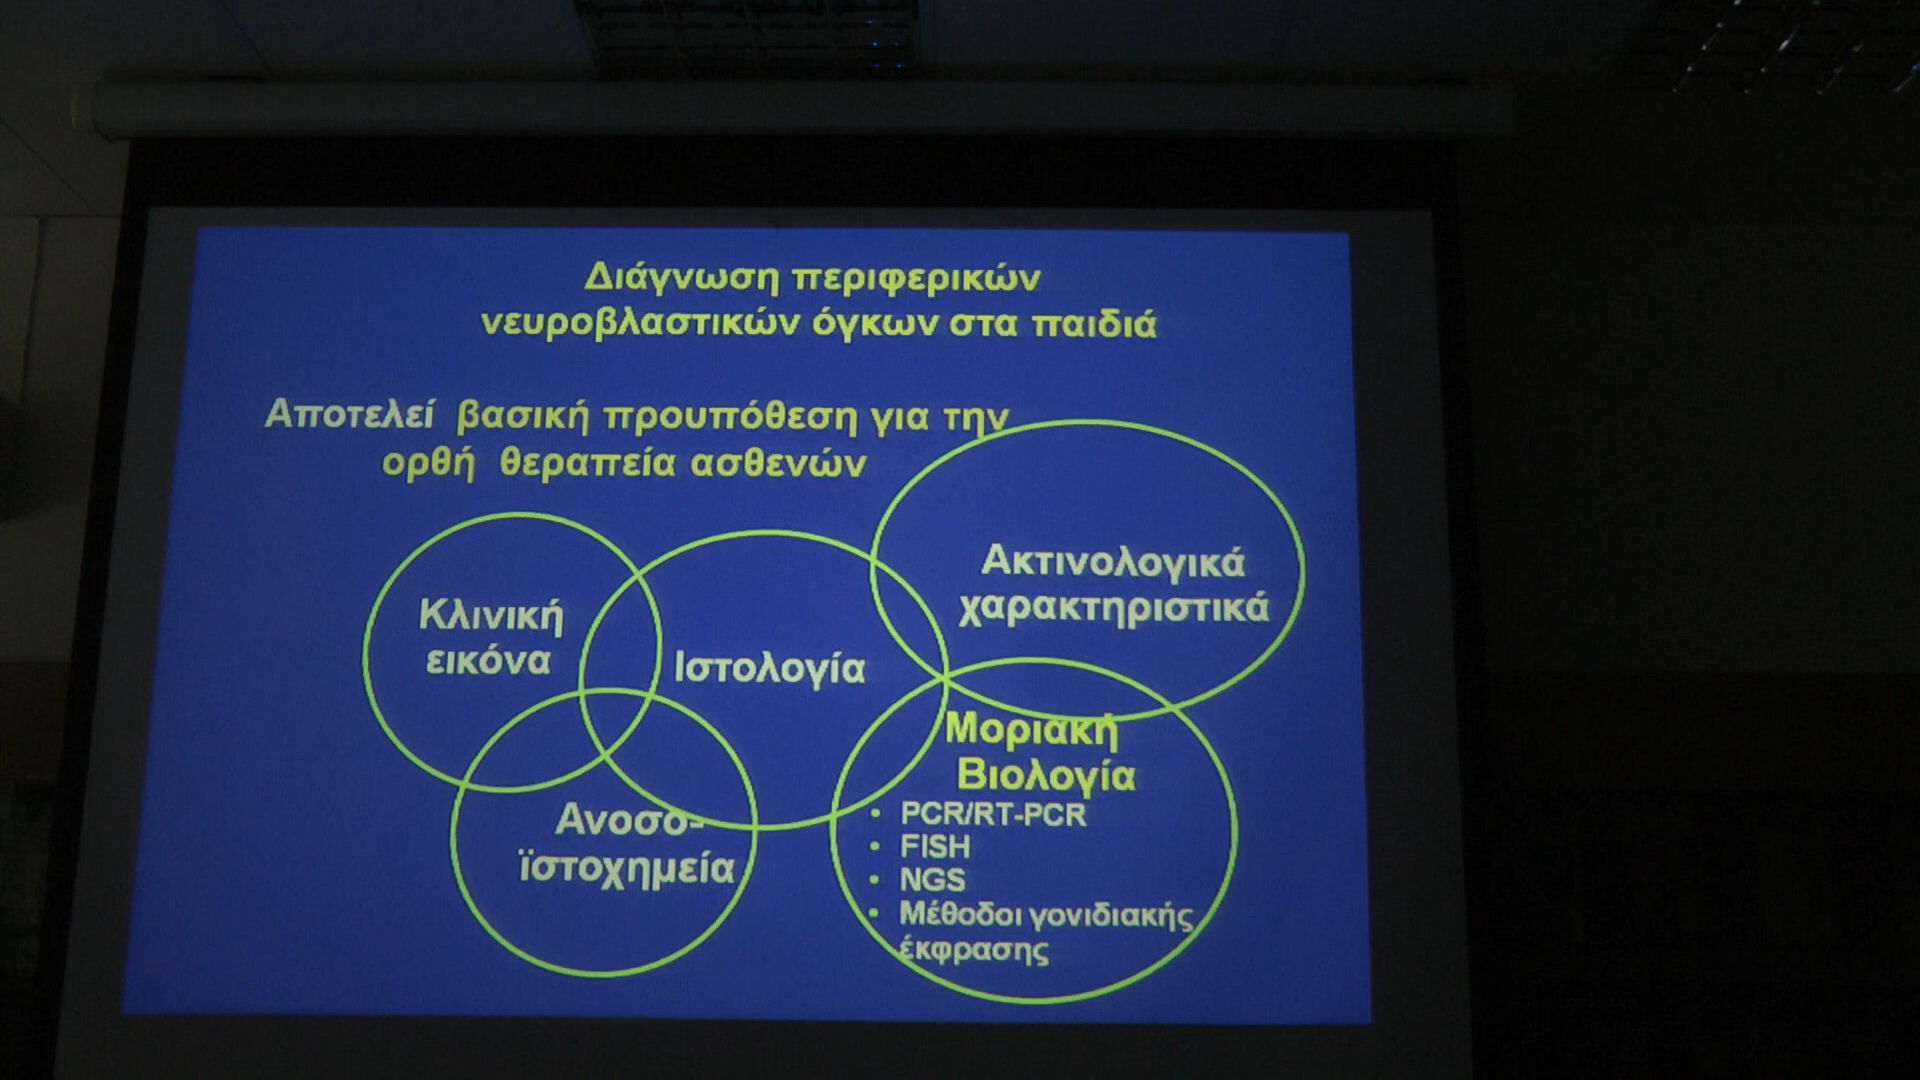 Διάγνωση περιφερικών
νευροβλαστικών όγκων στα παιδιά
Αποτελεί βασική προυπόθεση για την
ορθή θεραπεία ασθενών
Κλινική
εικόνα
Ιστολογία
Ακτινολογικά
χαρακτηριστικά
Ανοσο-
ϊστοχημεία
Μοριακή
Βιολογία
• PCR/RT-PCR
• FISH
• NGS
• Μέθοδοι γονιδιακής
έκφρασης